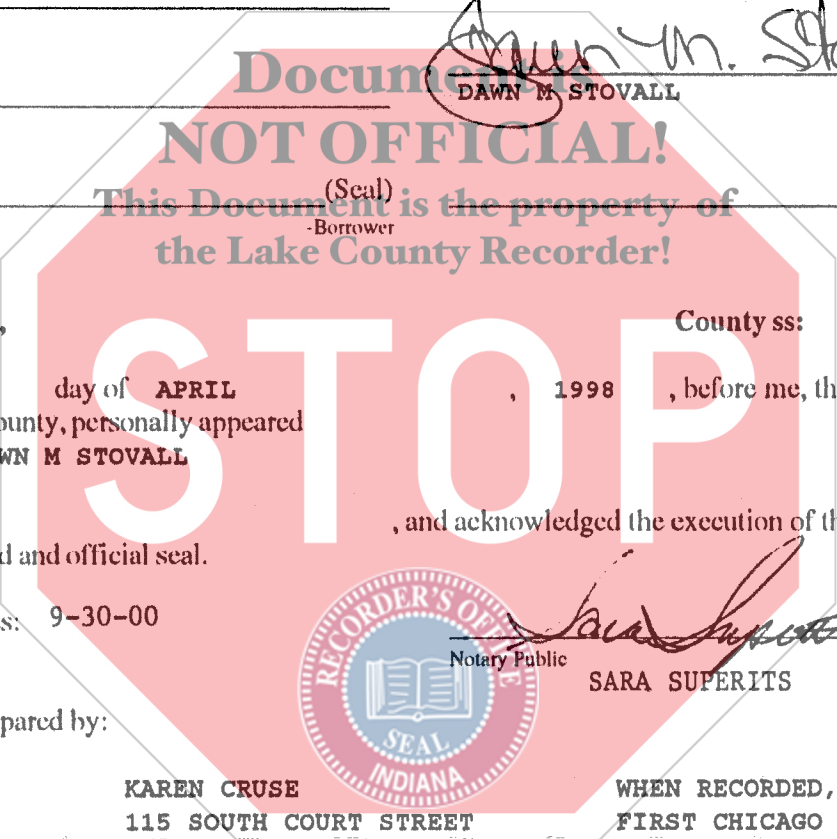 Document is
DAWN M STOVALL
NOT OFFICIAL!
(Seal)
This Document is the property of
-Borrower
the Lake County Recorder!
County ss:
STOP
day of APRIL , 1998 , before me, th
ounty, personally appeared
WN M STOVALL
, and acknowledged the execution of th
d and official seal.
s: 9-30-00
RECORDER'S OFFICE
Notary Public
SARA SUPERITS
SEAL
INDIANA
pared by:
KAREN CRUSE WHEN RECORDED,
115 SOUTH COURT STREET FIRST CHICAGO